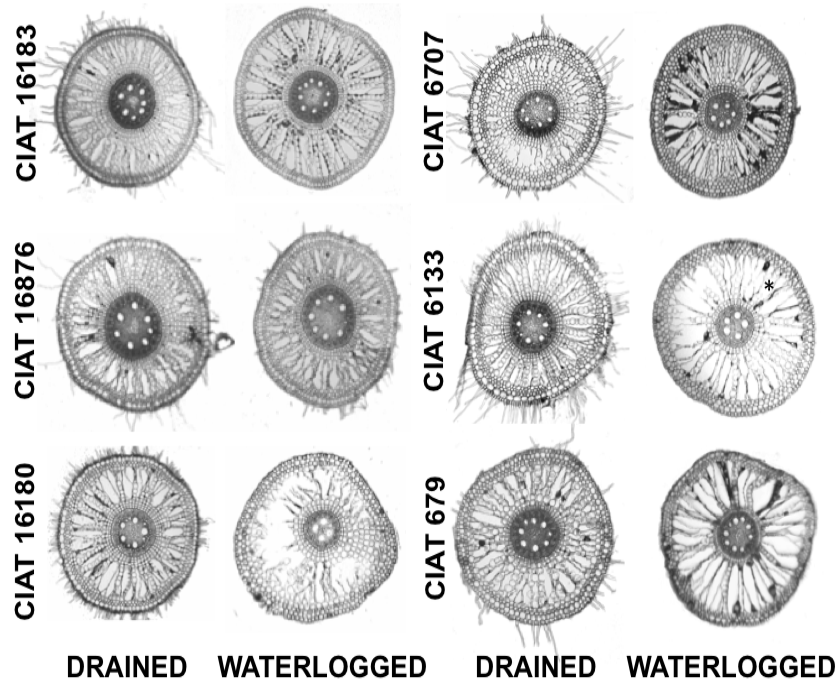 CIAT 16183
CIAT 6707
CIAT 16876
CIAT 6133
*
CIAT 16180
CIAT 679
DRAINED WATERLOGGED DRAINED WATERLOGGED